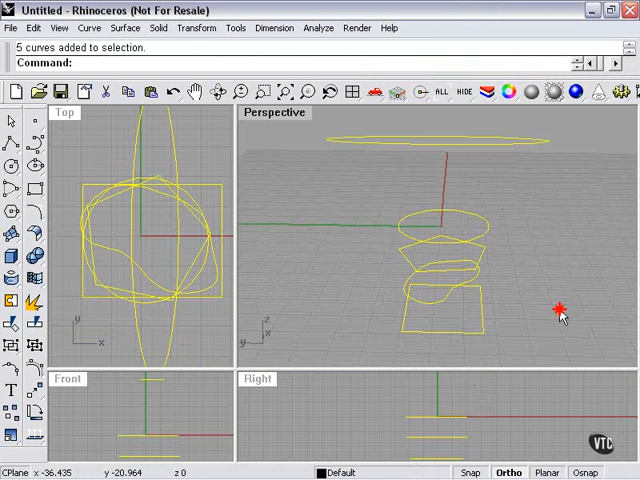 Untitled - Rhinoceros (Not For Resale)
File Edit View Curve Surface Solid Transform Tools Dimension Analyze Render Help
5 curves added to selection.
Command:
ALL HIDE
Top
Perspective
y
x
z
x
y
T
Front
Right
VTC
CPlane x -36.435 y -20.964 z 0 Default Snap Ortho Planar Osnap